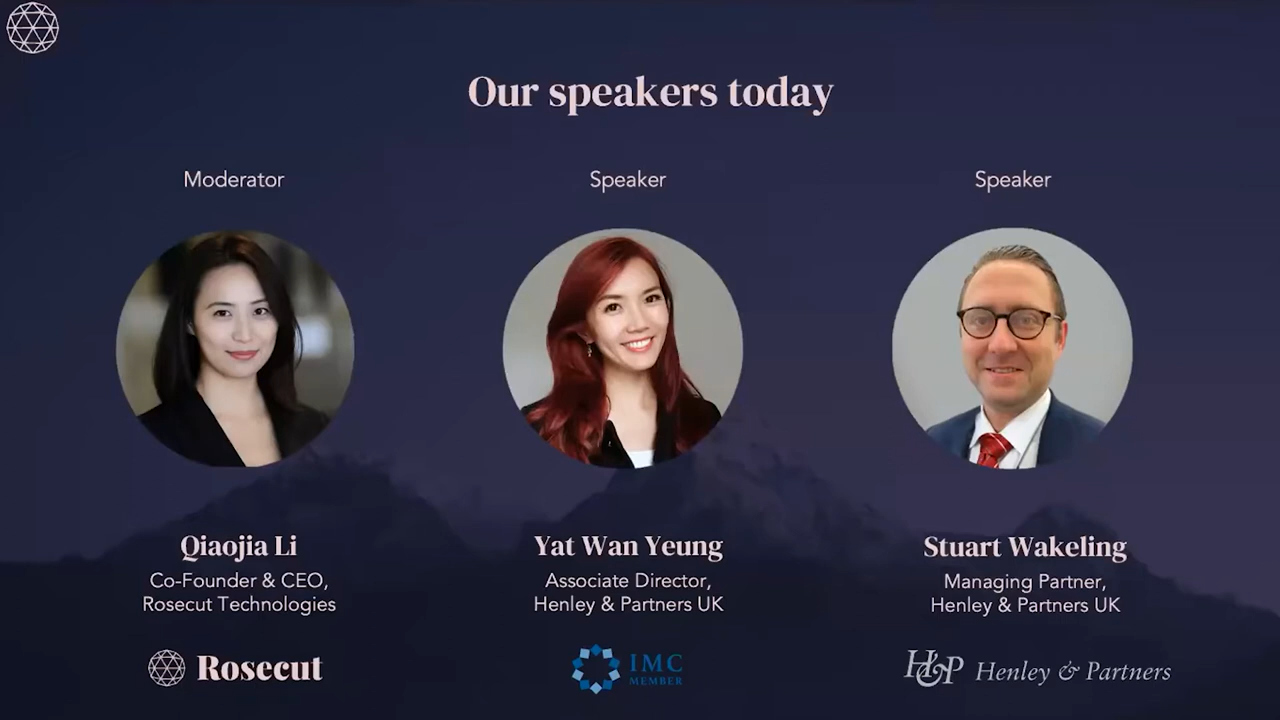 Our speakers today
Moderator
Speaker
Speaker
Qiaojia Li
Co-Founder & CEO,
Rosecut Technologies
Rosecut
Yat Wan Yeung
Associate Director,
Henley & Partners UK
IMC
MEMBER
Stuart Wakeling
Managing Partner,
Henley & Partners UK
H&P Henley & Partners